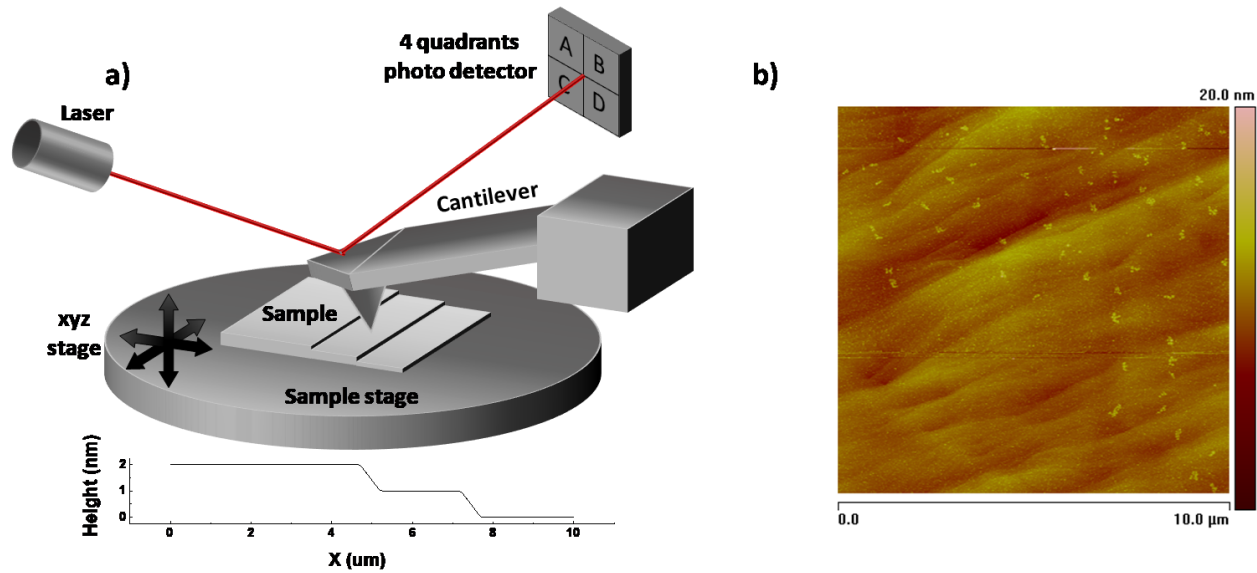 a)
4 quadrants
photo detector
A
B
C
D
Laser
Cantilever
Sample
xyz
stage
Sample stage
Height (nm)
2
1
0
0
2
4
6
8
10
X (um)
b)
20.0 nm
0.0
10.0 µm